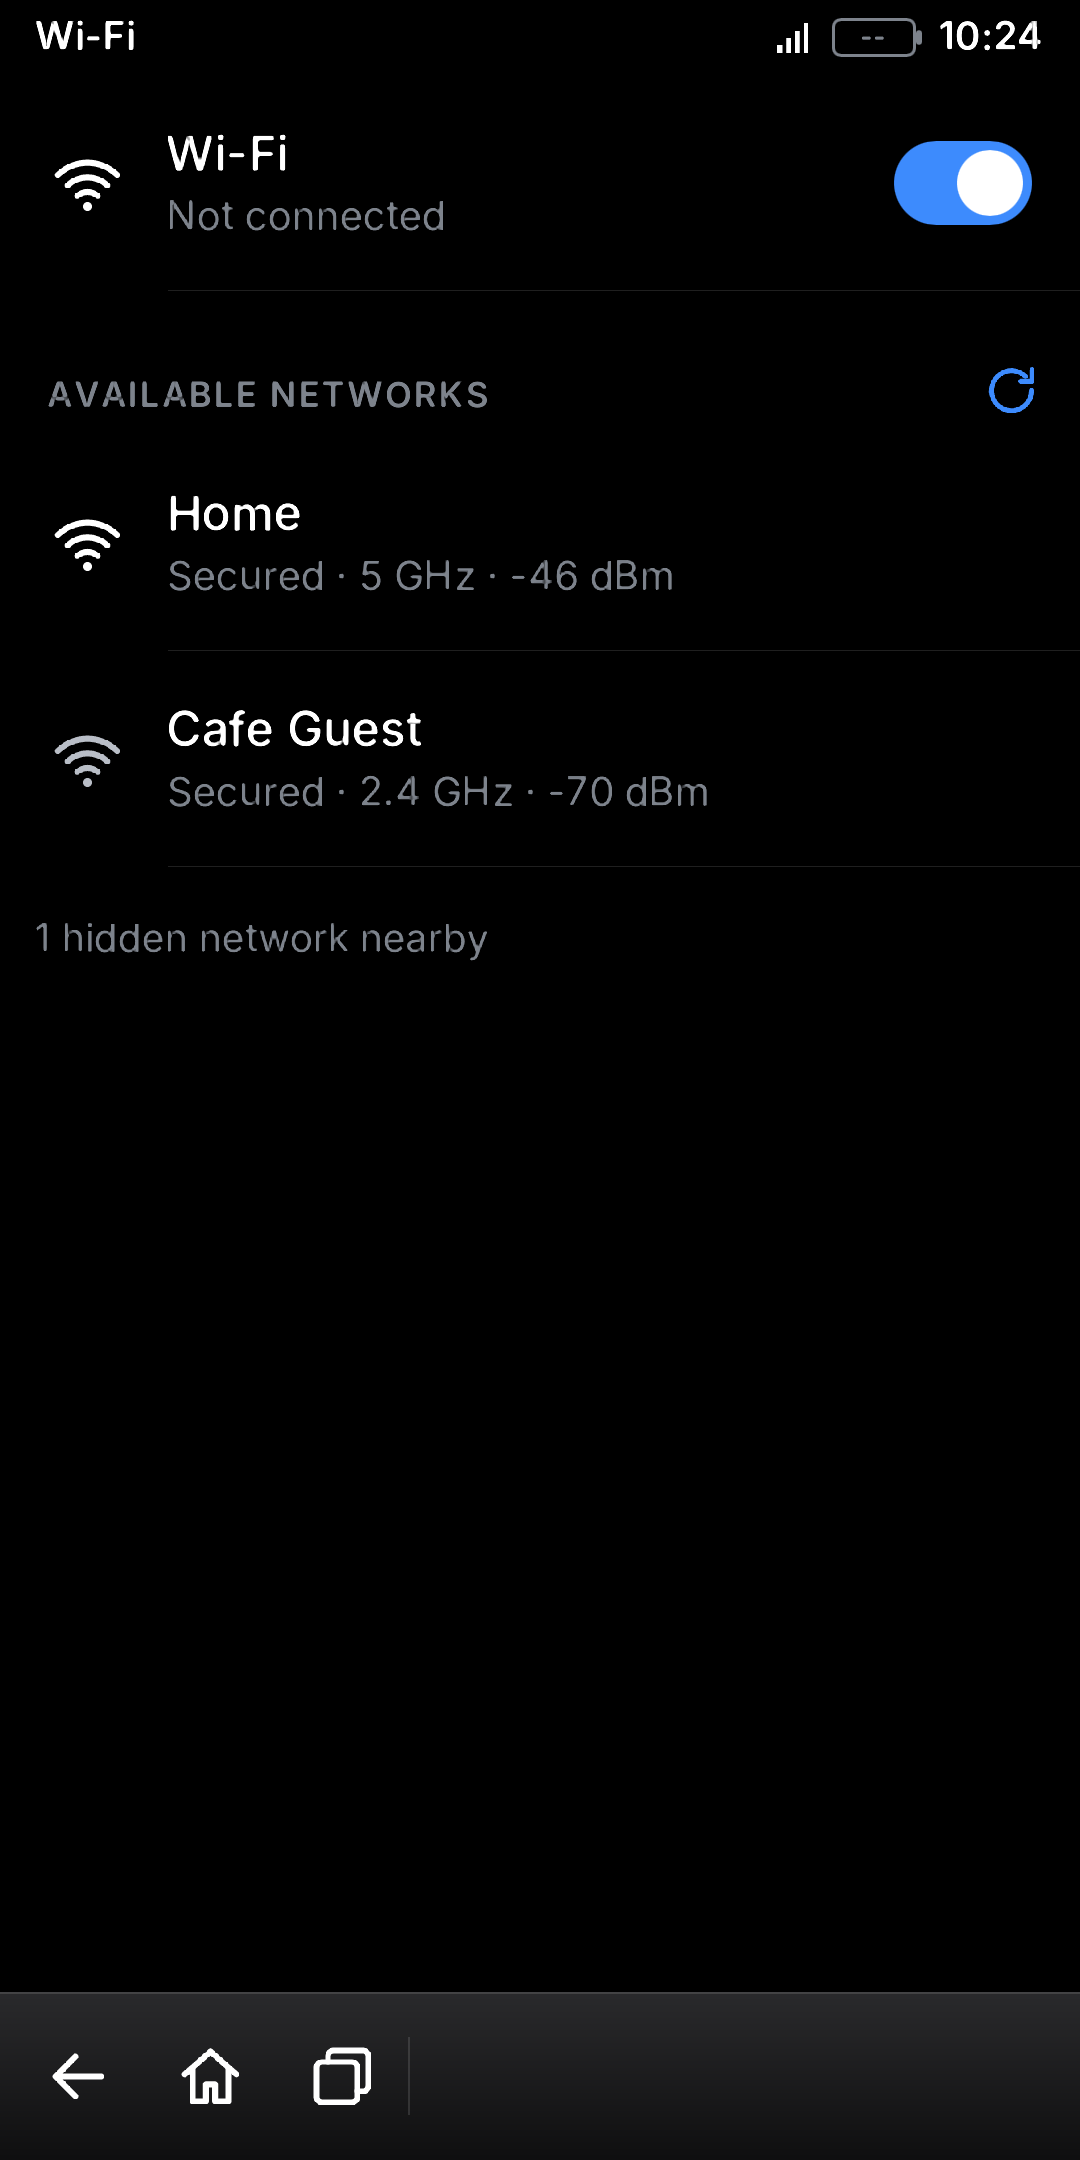 Wi-Fi
-- 10:24
Wi-Fi
Not connected
AVAILABLE NETWORKS
Home
Secured · 5 GHz · -46 dBm
Cafe Guest
Secured · 2.4 GHz · -70 dBm
1 hidden network nearby